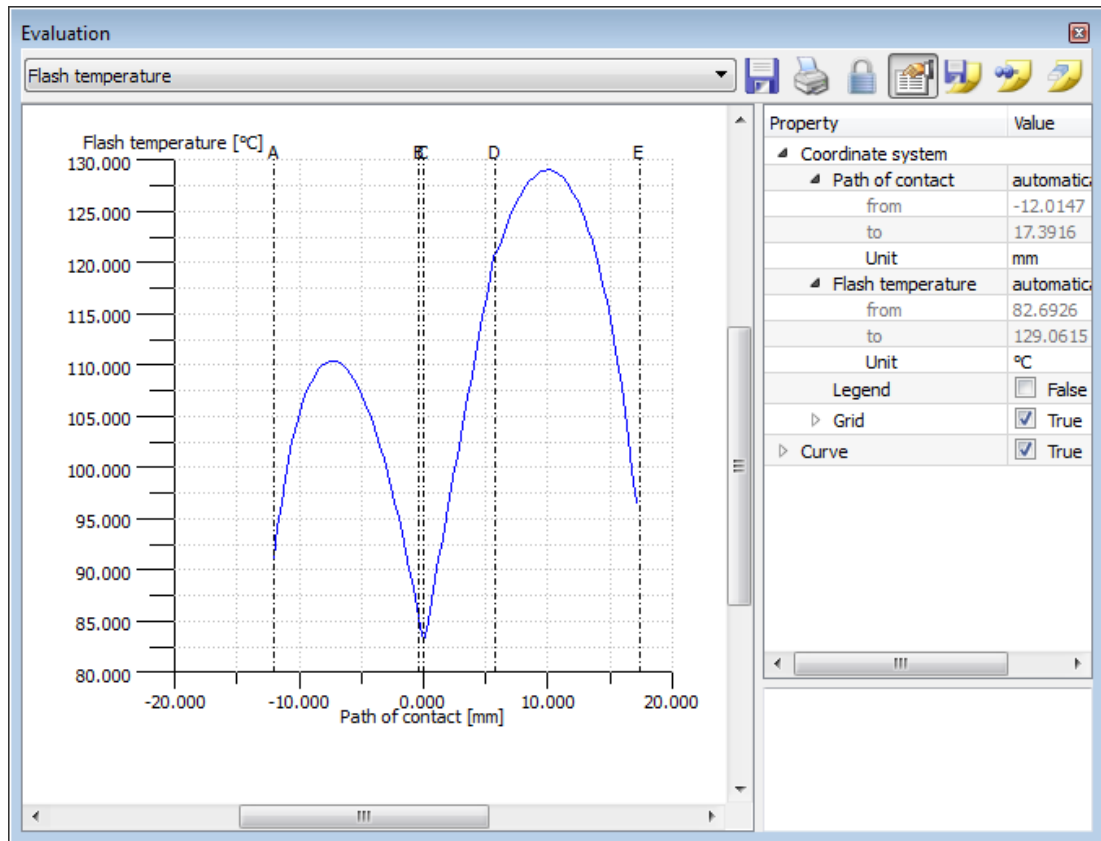 Evaluation
Flash temperature
Flash temperature [°C]
A B C D E
130.000
125.000
120.000
115.000
110.000
105.000
100.000
95.000
90.000
85.000
80.000
-20.000 -10.000 0.000 10.000 20.000
Path of contact [mm]
Property Value
Coordinate system
Path of contact automatica
from -12.0147
to 17.3916
Unit mm
Flash temperature automatica
from 82.6926
to 129.0615
Unit °C
Legend False
Grid True
Curve True